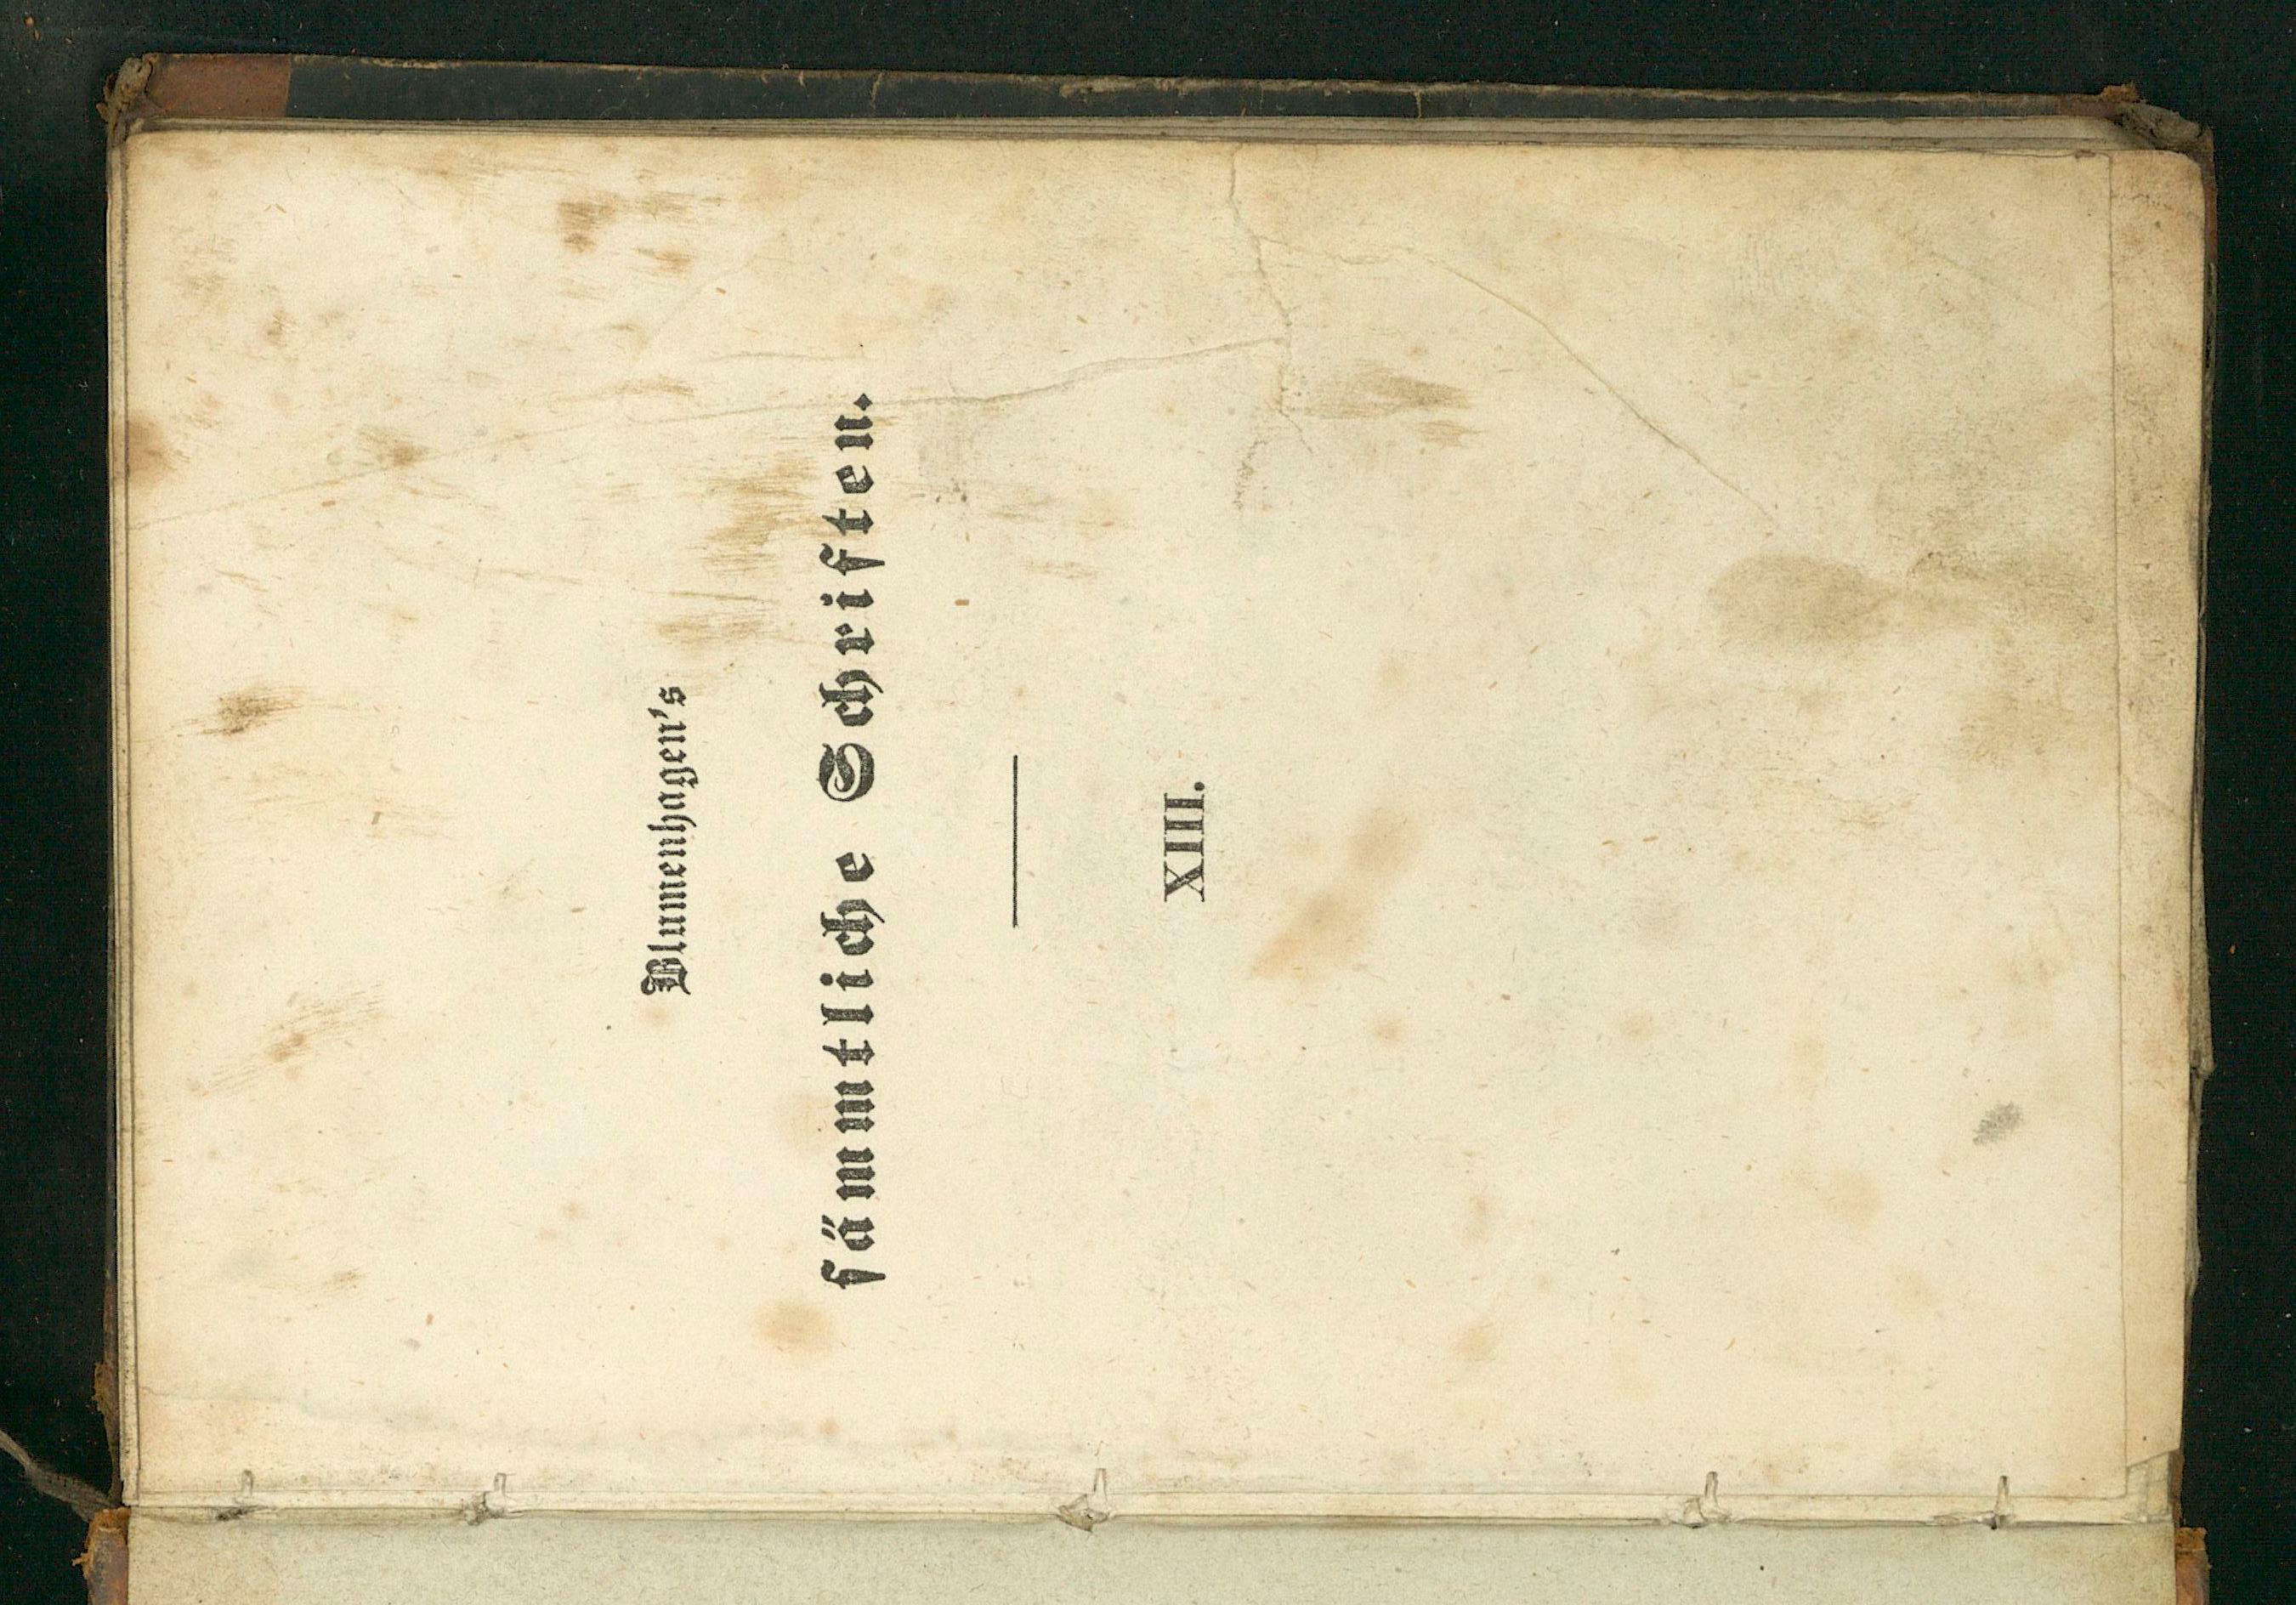 Blumenhagen's
sämmtliche Schriften.
XIII.